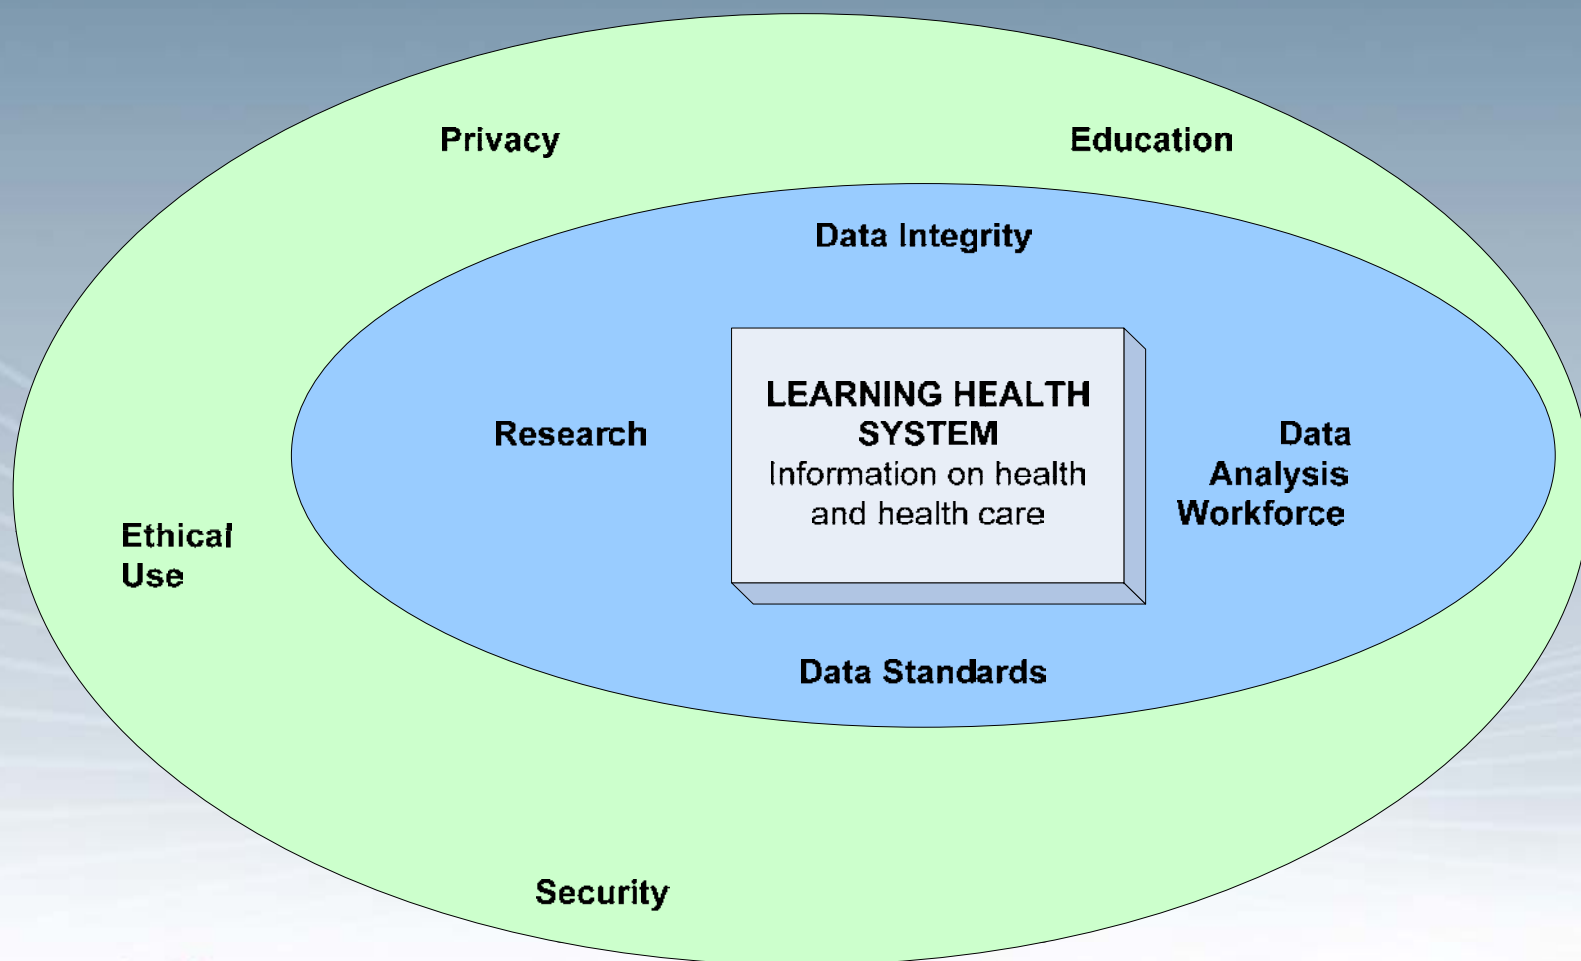 Privacy
Education
Data Integrity
LEARNING HEALTH
SYSTEM
Information on health
and health care
Research
Data
Analysis
Workforce
Ethical
Use
Data Standards
Security